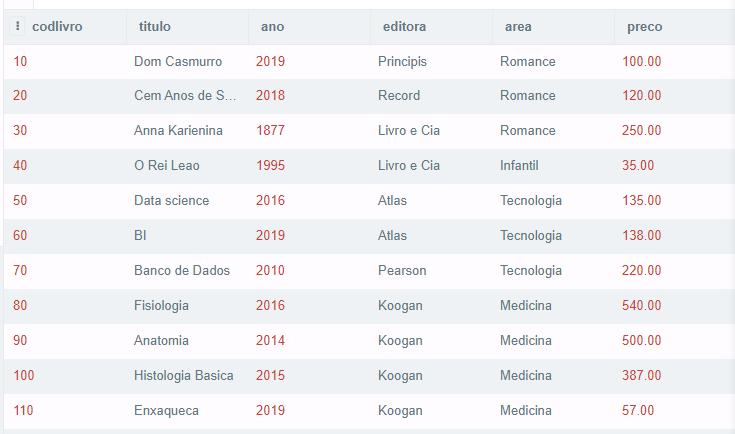 codlivro titulo ano editora area preco
10 Dom Casmurro 2019 Principis Romance 100.00
20 Cem Anos de S... 2018 Record Romance 120.00
30 Anna Karienina 1877 Livro e Cia Romance 250.00
40 O Rei Leao 1995 Livro e Cia Infantil 35.00
50 Data science 2016 Atlas Tecnologia 135.00
60 BI 2019 Atlas Tecnologia 138.00
70 Banco de Dados 2010 Pearson Tecnologia 220.00
80 Fisiologia 2016 Koogan Medicina 540.00
90 Anatomia 2014 Koogan Medicina 500.00
100 Histologia Basica 2015 Koogan Medicina 387.00
110 Enxaqueca 2019 Koogan Medicina 57.00